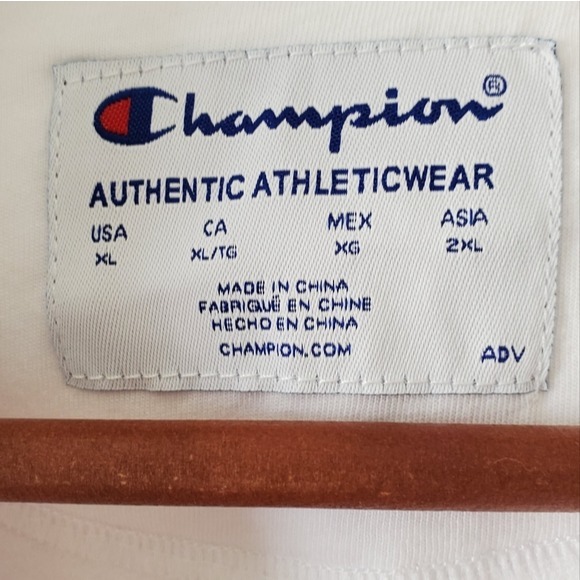 Champion®
AUTHENTIC ATHLETICWEAR
USA CA MEX ASIA
XL XL/TG XG 2XL
MADE IN CHINA
FABRIQUÉ EN CHINE
HECHO EN CHINA
CHAMPION.COM ADV